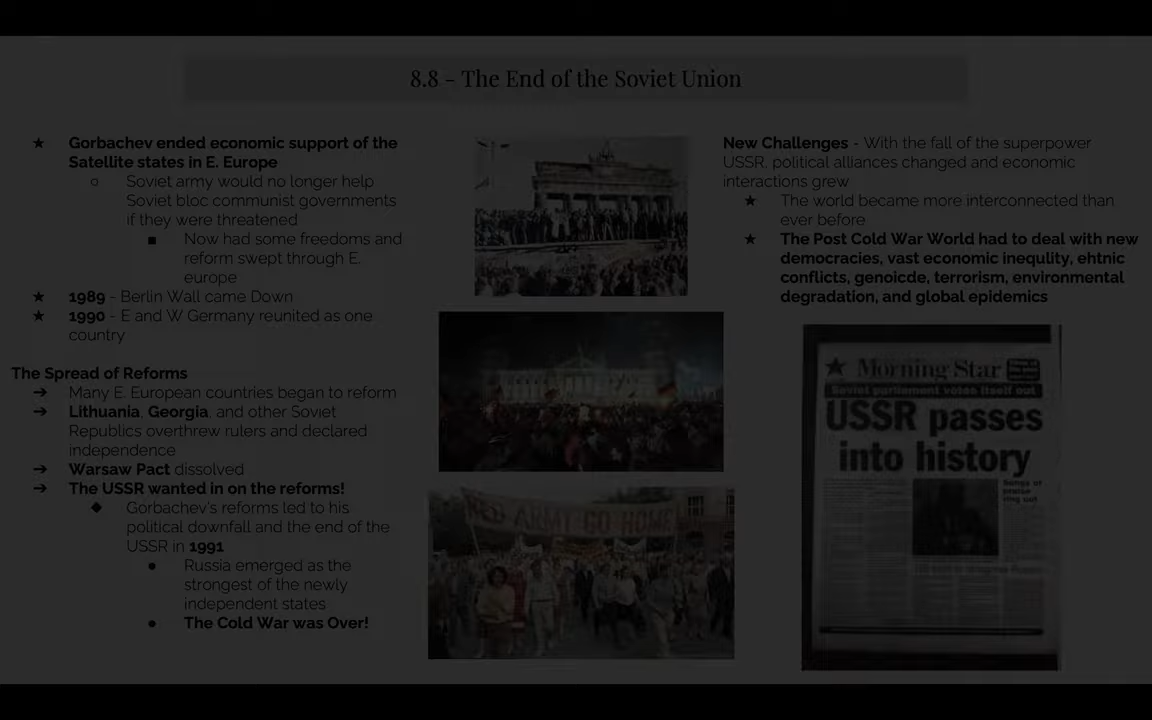 8.8 - The End of the Soviet Union
★ Gorbachev ended economic support of the
Satellite states in E. Europe
○ Soviet army would no longer help
Soviet bloc communist governments
if they were threatened
■ Now had some freedoms and
reform swept through E.
europe
★ 1989 - Berlin Wall came Down
★ 1990 - E and W Germany reunited as one
country
The Spread of Reforms
➔ Many E. European countries began to reform
➔ Lithuania, Georgia, and other Soviet
Republics overthrew rulers and declared
independence
➔ Warsaw Pact dissolved
➔ The USSR wanted in on the reforms!
◆ Gorbachev's reforms led to his
political downfall and the end of the
USSR in 1991
● Russia emerged as the
strongest of the newly
independent states
● The Cold War was Over!
RED ARMY GO HOME
New Challenges - With the fall of the superpower
USSR, political alliances changed and economic
interactions grew
★ The world became more interconnected than
ever before
★ The Post Cold War World had to deal with new
democracies, vast economic inequlity, ehtnic
conflicts, genoicde, terrorism, environmental
degradation, and global epidemics
Morning Star
Soviet parliament votes itself out
USSR passes
into history
Songs of
praise
ring out